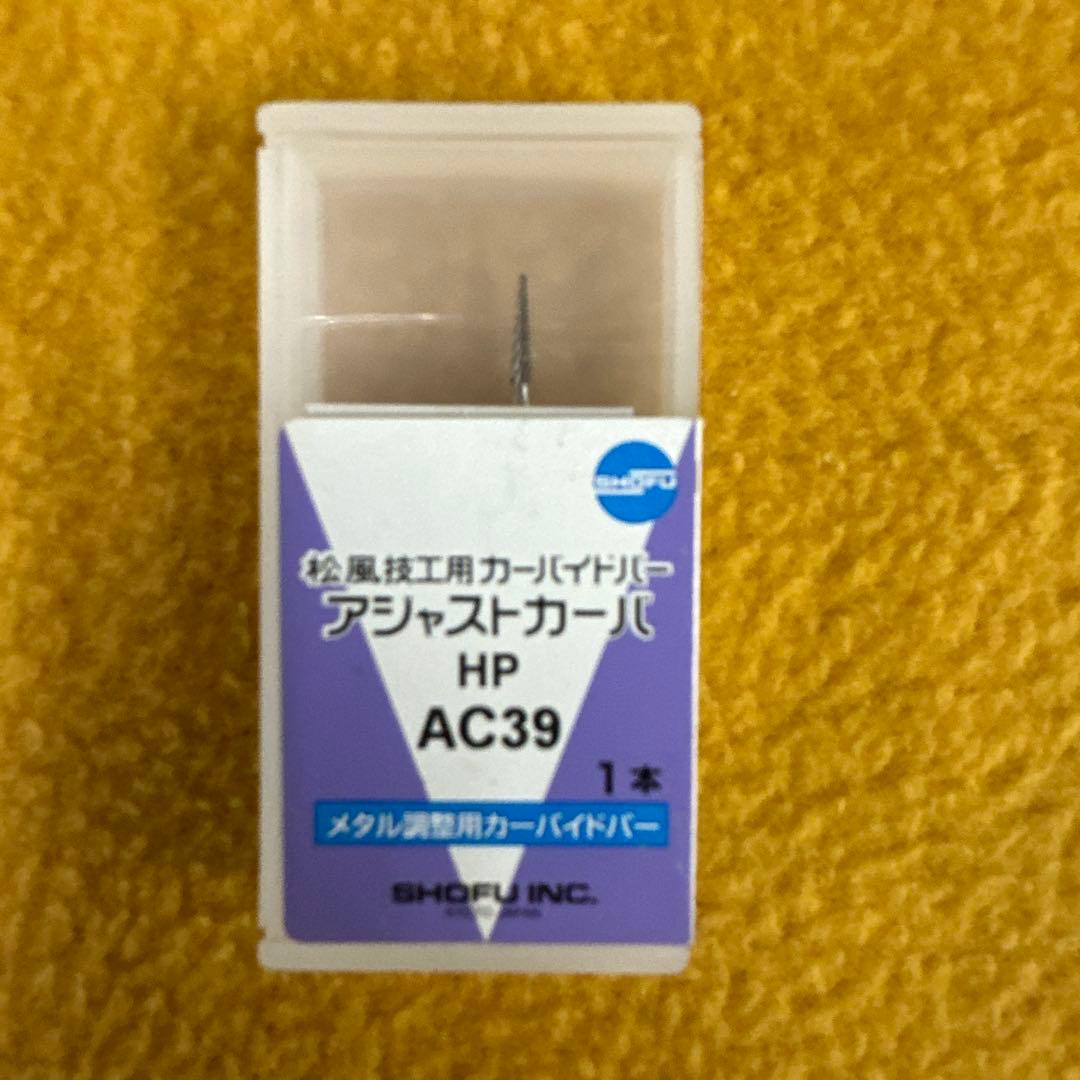 SHOFU
松風技工用カーバイドバー
アジャストカーバ
HP
AC39
1本
メタル調整用カーバイドバー
SHOFU INC.